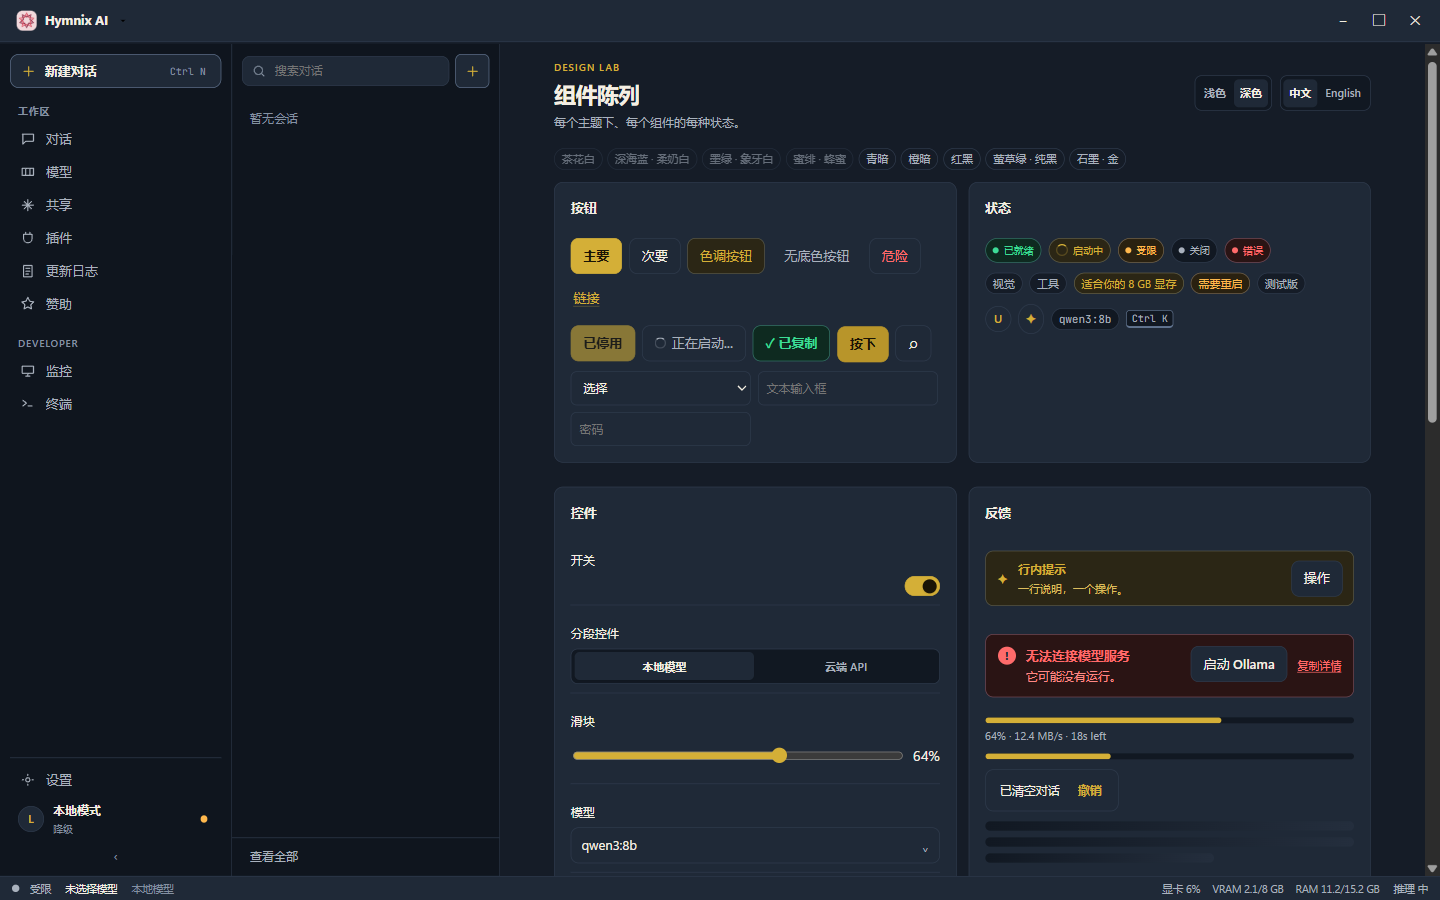 Hymnix AI
新建对话 Ctrl N
工作区
对话
模型
共享
插件
更新日志
赞助
DEVELOPER
监控
终端
设置
L 本地模式
降级
搜索对话
暂无会话
查看全部
DESIGN LAB
组件陈列
每个主题下、每个组件的每种状态。
浅色 深色 中文 English
茶花白 深海蓝 · 柔奶白 墨绿 · 象牙白 蜜绯 · 蜂蜜 青暗 橙暗 红黑 萤草绿 · 纯黑 石墨 · 金
按钮
主要 次要 色调按钮 无底色按钮 危险
链接
已停用 正在启动... ✓ 已复制 按下
选择 文本输入框
密码
状态
已就绪 启动中 受限 关闭 错误
视觉 工具 适合你的 8 GB 显存 需要重启 测试版
U qwen3:8b Ctrl K
控件
开关
分段控件
本地模型 云端 API
滑块
64%
模型
qwen3:8b
反馈
行内提示
一行说明，一个操作。
操作
无法连接模型服务
它可能没有运行。
启动 Ollama 复制详情
64% · 12.4 MB/s · 18s left
已清空对话 撤销
受限 未选择模型 本地模型 显卡 6% VRAM 2.1/8 GB RAM 11.2/15.2 GB 推理 中